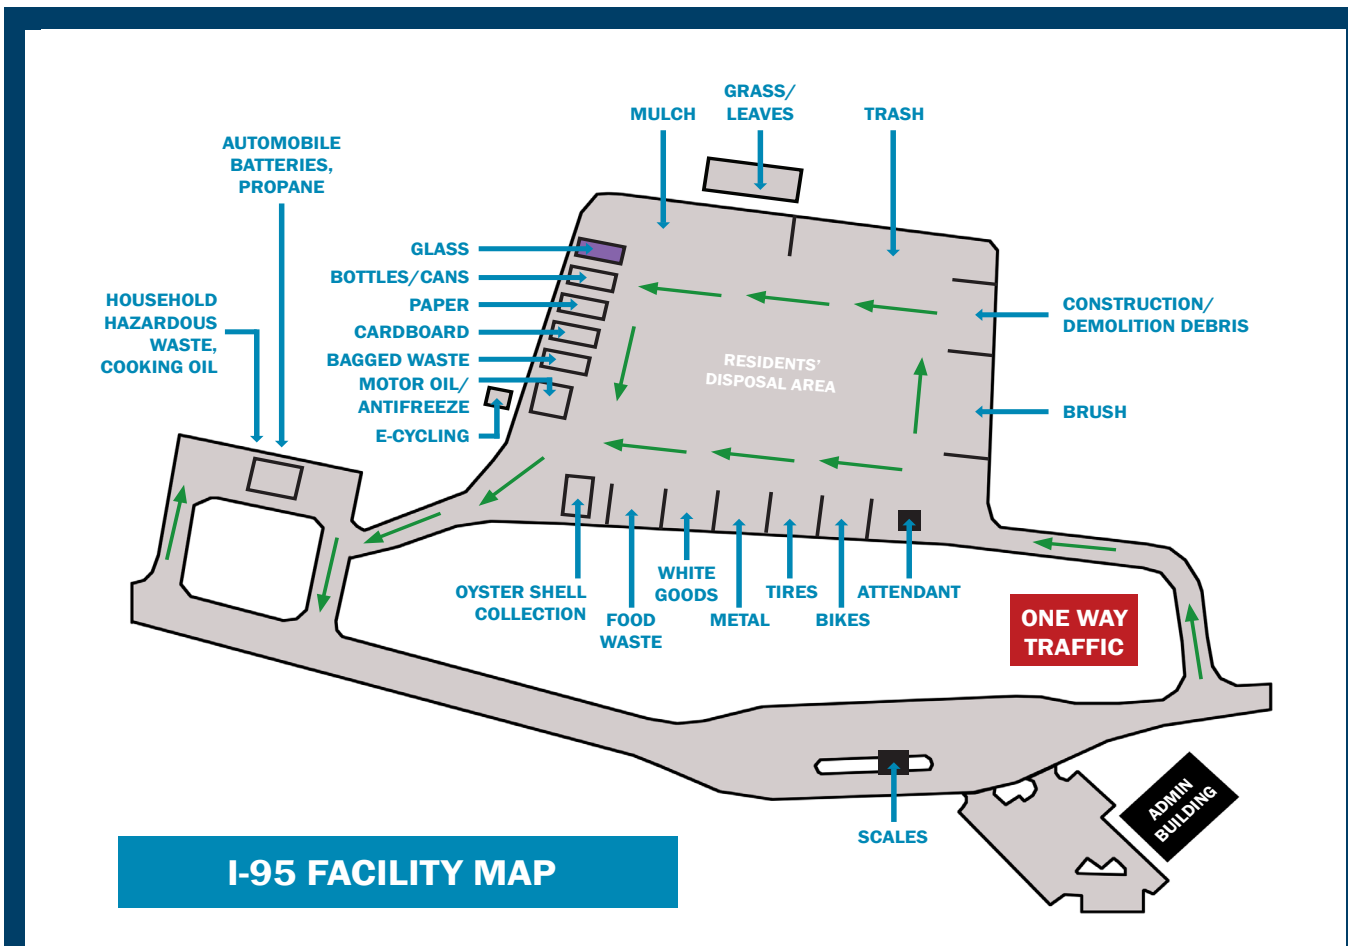 GRASS/
LEAVES
MULCH
TRASH
AUTOMOBILE
BATTERIES,
PROPANE
GLASS
BOTTLES/CANS
PAPER
CARDBOARD
BAGGED WASTE
MOTOR OIL/
ANTIFREEZE
E-CYCLING
HOUSEHOLD
HAZARDOUS
WASTE,
COOKING OIL
CONSTRUCTION/
DEMOLITION DEBRIS
BRUSH
RESIDENTS'
DISPOSAL AREA
OYSTER SHELL
COLLECTION
FOOD
WASTE
WHITE
GOODS
METAL
TIRES
BIKES
ATTENDANT
ONE WAY
TRAFFIC
SCALES
ADMIN
BUILDING
I-95 FACILITY MAP